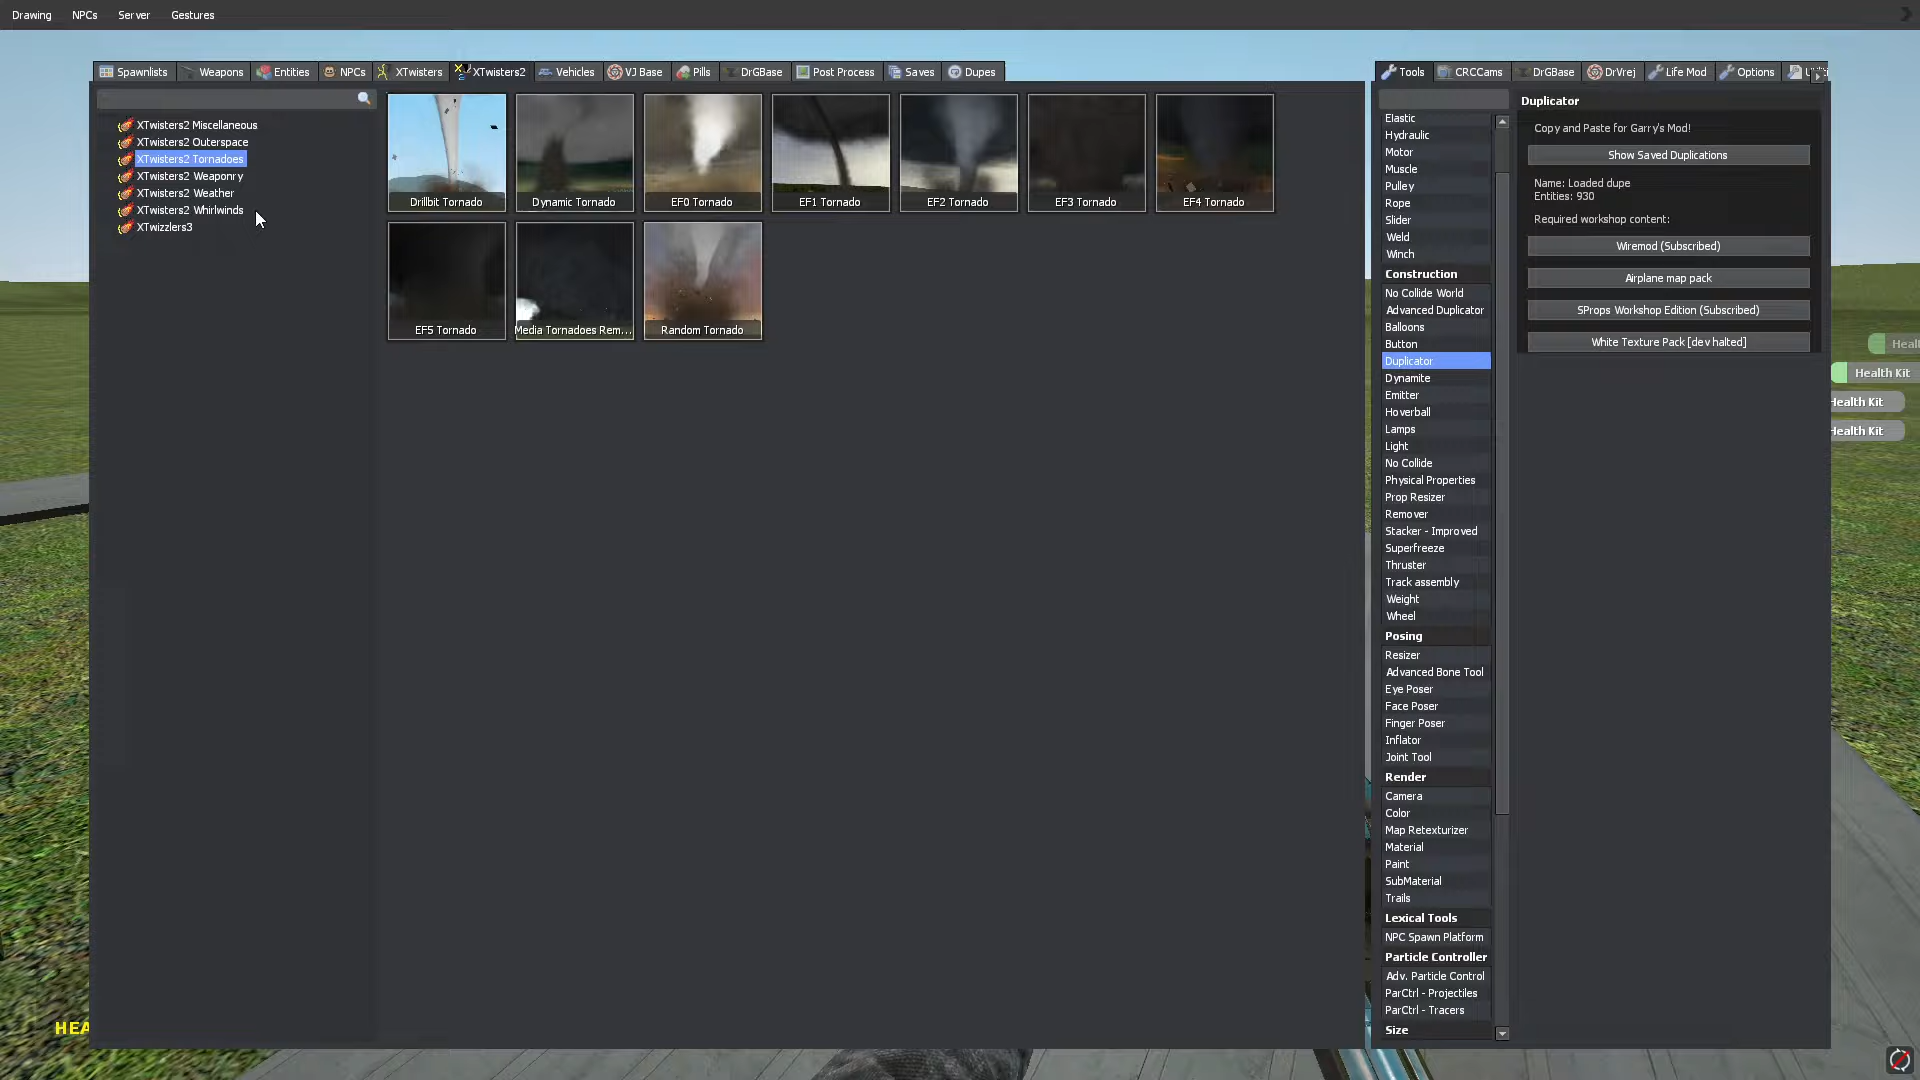 Drawing NPCs Server Gestures
Spawnlists Weapons Entities NPCs XTwisters XTwisters2 Vehicles VJ Base Pills DrGBase Post Process Saves Dupes
Tools CRCCams DrGBase DrVrej Life Mod Options
XTwisters2 Miscellaneous
XTwisters2 Outerspace
XTwisters2 Tornadoes
XTwisters2 Weaponry
XTwisters2 Weather
XTwisters2 Whirlwinds
XTwizzlers3
Drillbit Tornado
Dynamic Tornado
EF0 Tornado
EF1 Tornado
EF2 Tornado
EF3 Tornado
EF4 Tornado
EF5 Tornado
Media Tornadoes Rem...
Random Tornado
Elastic
Hydraulic
Motor
Muscle
Pulley
Rope
Slider
Weld
Winch
Construction
No Collide World
Advanced Duplicator
Balloons
Button
Duplicator
Dynamite
Emitter
Hoverball
Lamps
Light
No Collide
Physical Properties
Prop Resizer
Remover
Stacker - Improved
Superfreeze
Thruster
Track assembly
Weight
Wheel
Posing
Resizer
Advanced Bone Tool
Eye Poser
Face Poser
Finger Poser
Inflator
Joint Tool
Render
Camera
Color
Map Retexturizer
Material
Paint
SubMaterial
Trails
Lexical Tools
NPC Spawn Platform
Particle Controller
Adv. Particle Control
ParCtrl - Projectiles
ParCtrl - Tracers
Size
Duplicator
Copy and Paste for Garry's Mod!
Show Saved Duplications
Name: Loaded dupe
Entities: 930
Required workshop content:
Wiremod (Subscribed)
Airplane map pack
SProps Workshop Edition (Subscribed)
White Texture Pack [dev halted]
Heal
Health Kit
Health Kit
Health Kit
HEA